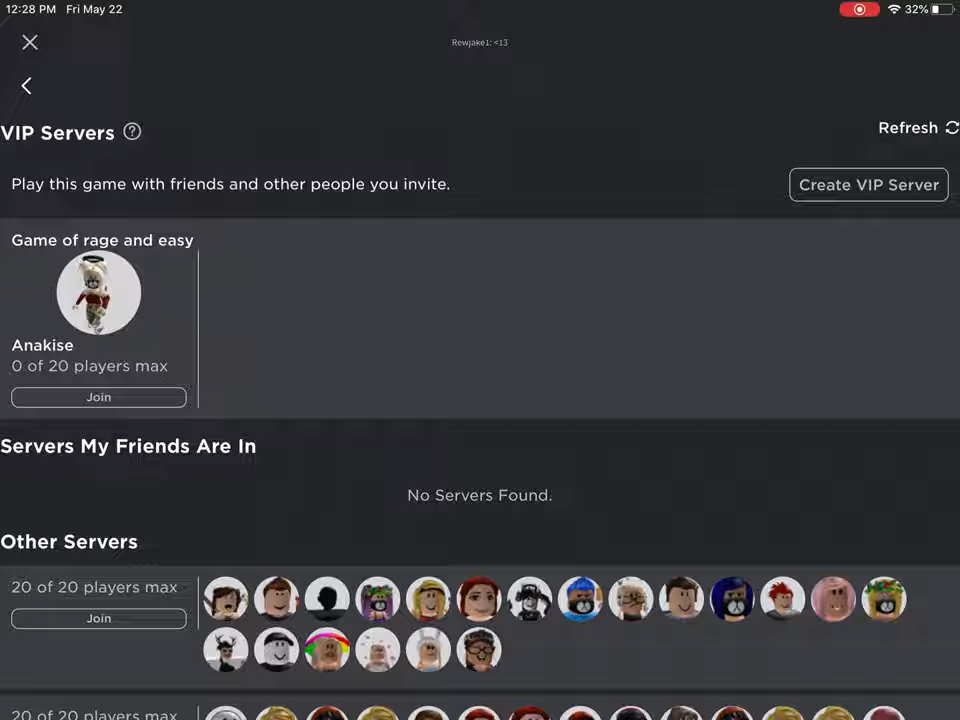 12:28 PM Fri May 22
32%
Rewjake1: <13
VIP Servers ?
Refresh
Play this game with friends and other people you invite.
Create VIP Server
Game of rage and easy
Anakise
0 of 20 players max
Join
Servers My Friends Are In
No Servers Found.
Other Servers
20 of 20 players max
Join
20 of 20 players max